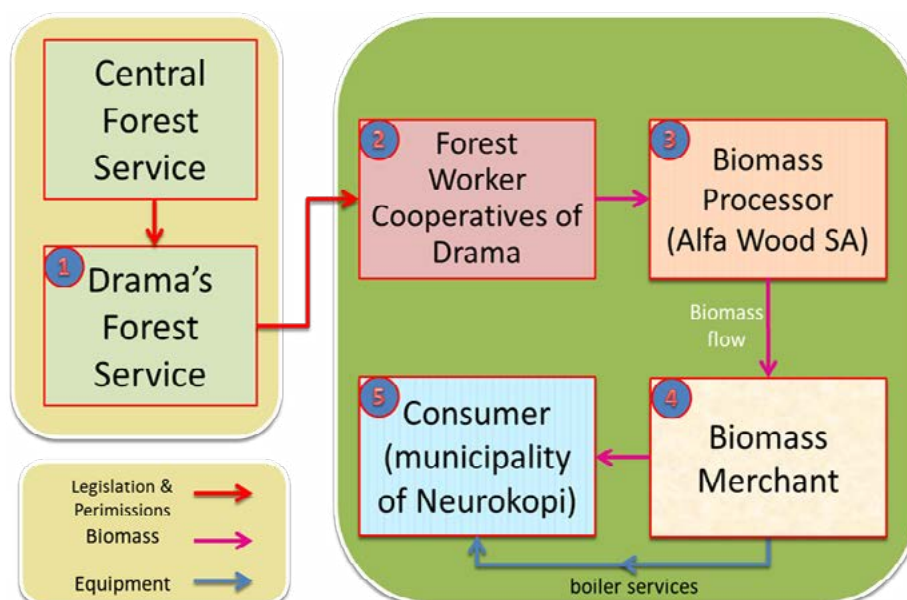 Central
Forest
Service
1
Drama’s
Forest
Service
2
Forest
Worker
Cooperatives of
Drama
3
Biomass
Processor
(Alfa Wood SA)
Biomass
flow
5
Consumer
(municipality
of Neurokopi)
4
Biomass
Merchant
boiler services
Legislation &
Perimissions
Biomass
Equipment